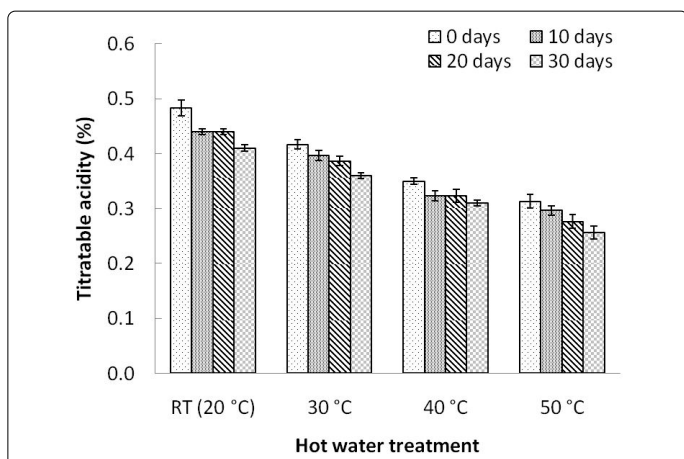 0.6
0.5
0.4
0.3
0.2
0.1
0.0
Titratable acidity (%)
0 days 10 days
20 days 30 days
RT (20 °C) 30 °C 40 °C 50 °C
Hot water treatment